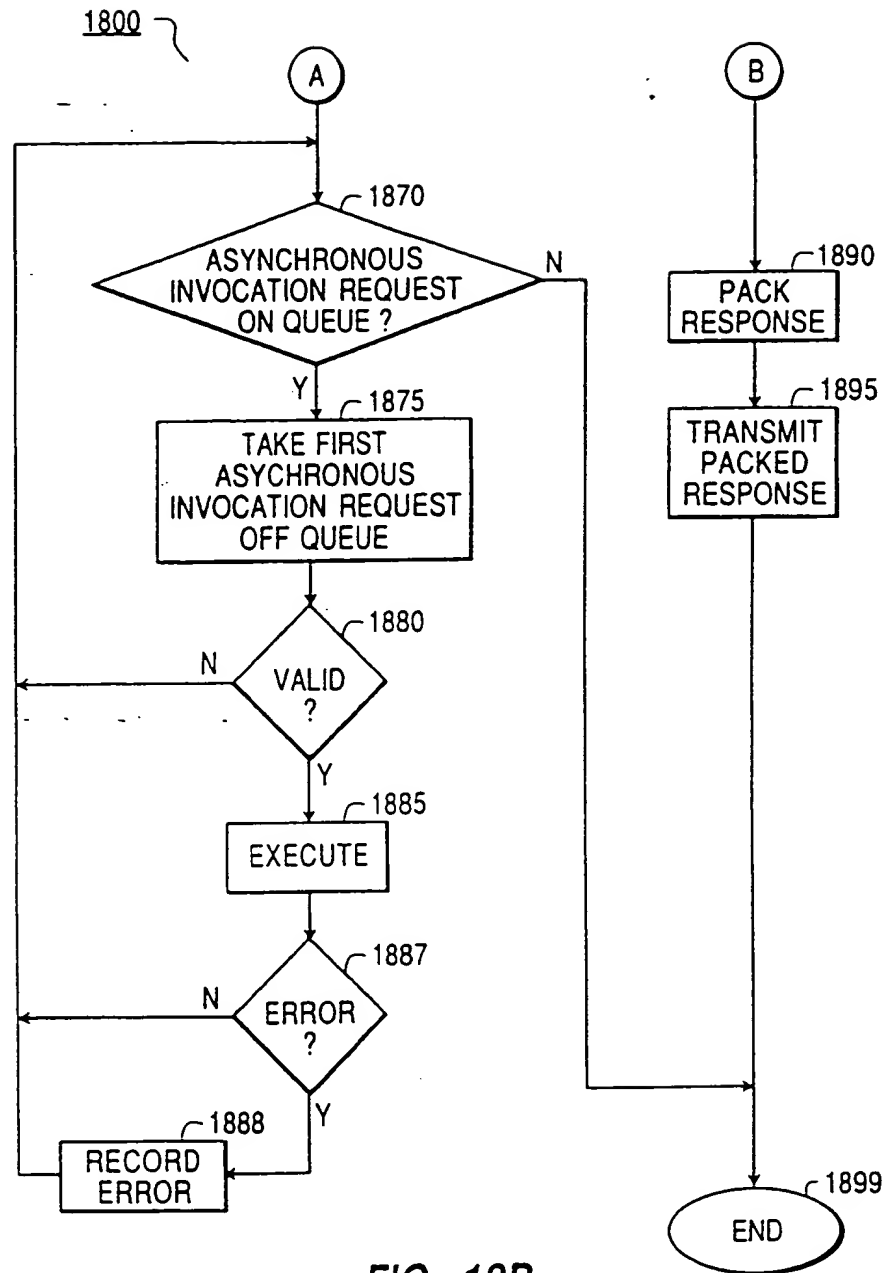 1800
A
B
1870
ASYNCHRONOUS
INVOCATION REQUEST
ON QUEUE ?
N
Y
1875
TAKE FIRST
ASYCHRONOUS
INVOCATION REQUEST
OFF QUEUE
1880
VALID
?
N
Y
1885
EXECUTE
1887
ERROR
?
N
Y
1888
RECORD
ERROR
1890
PACK
RESPONSE
1895
TRANSMIT
PACKED
RESPONSE
1899
END